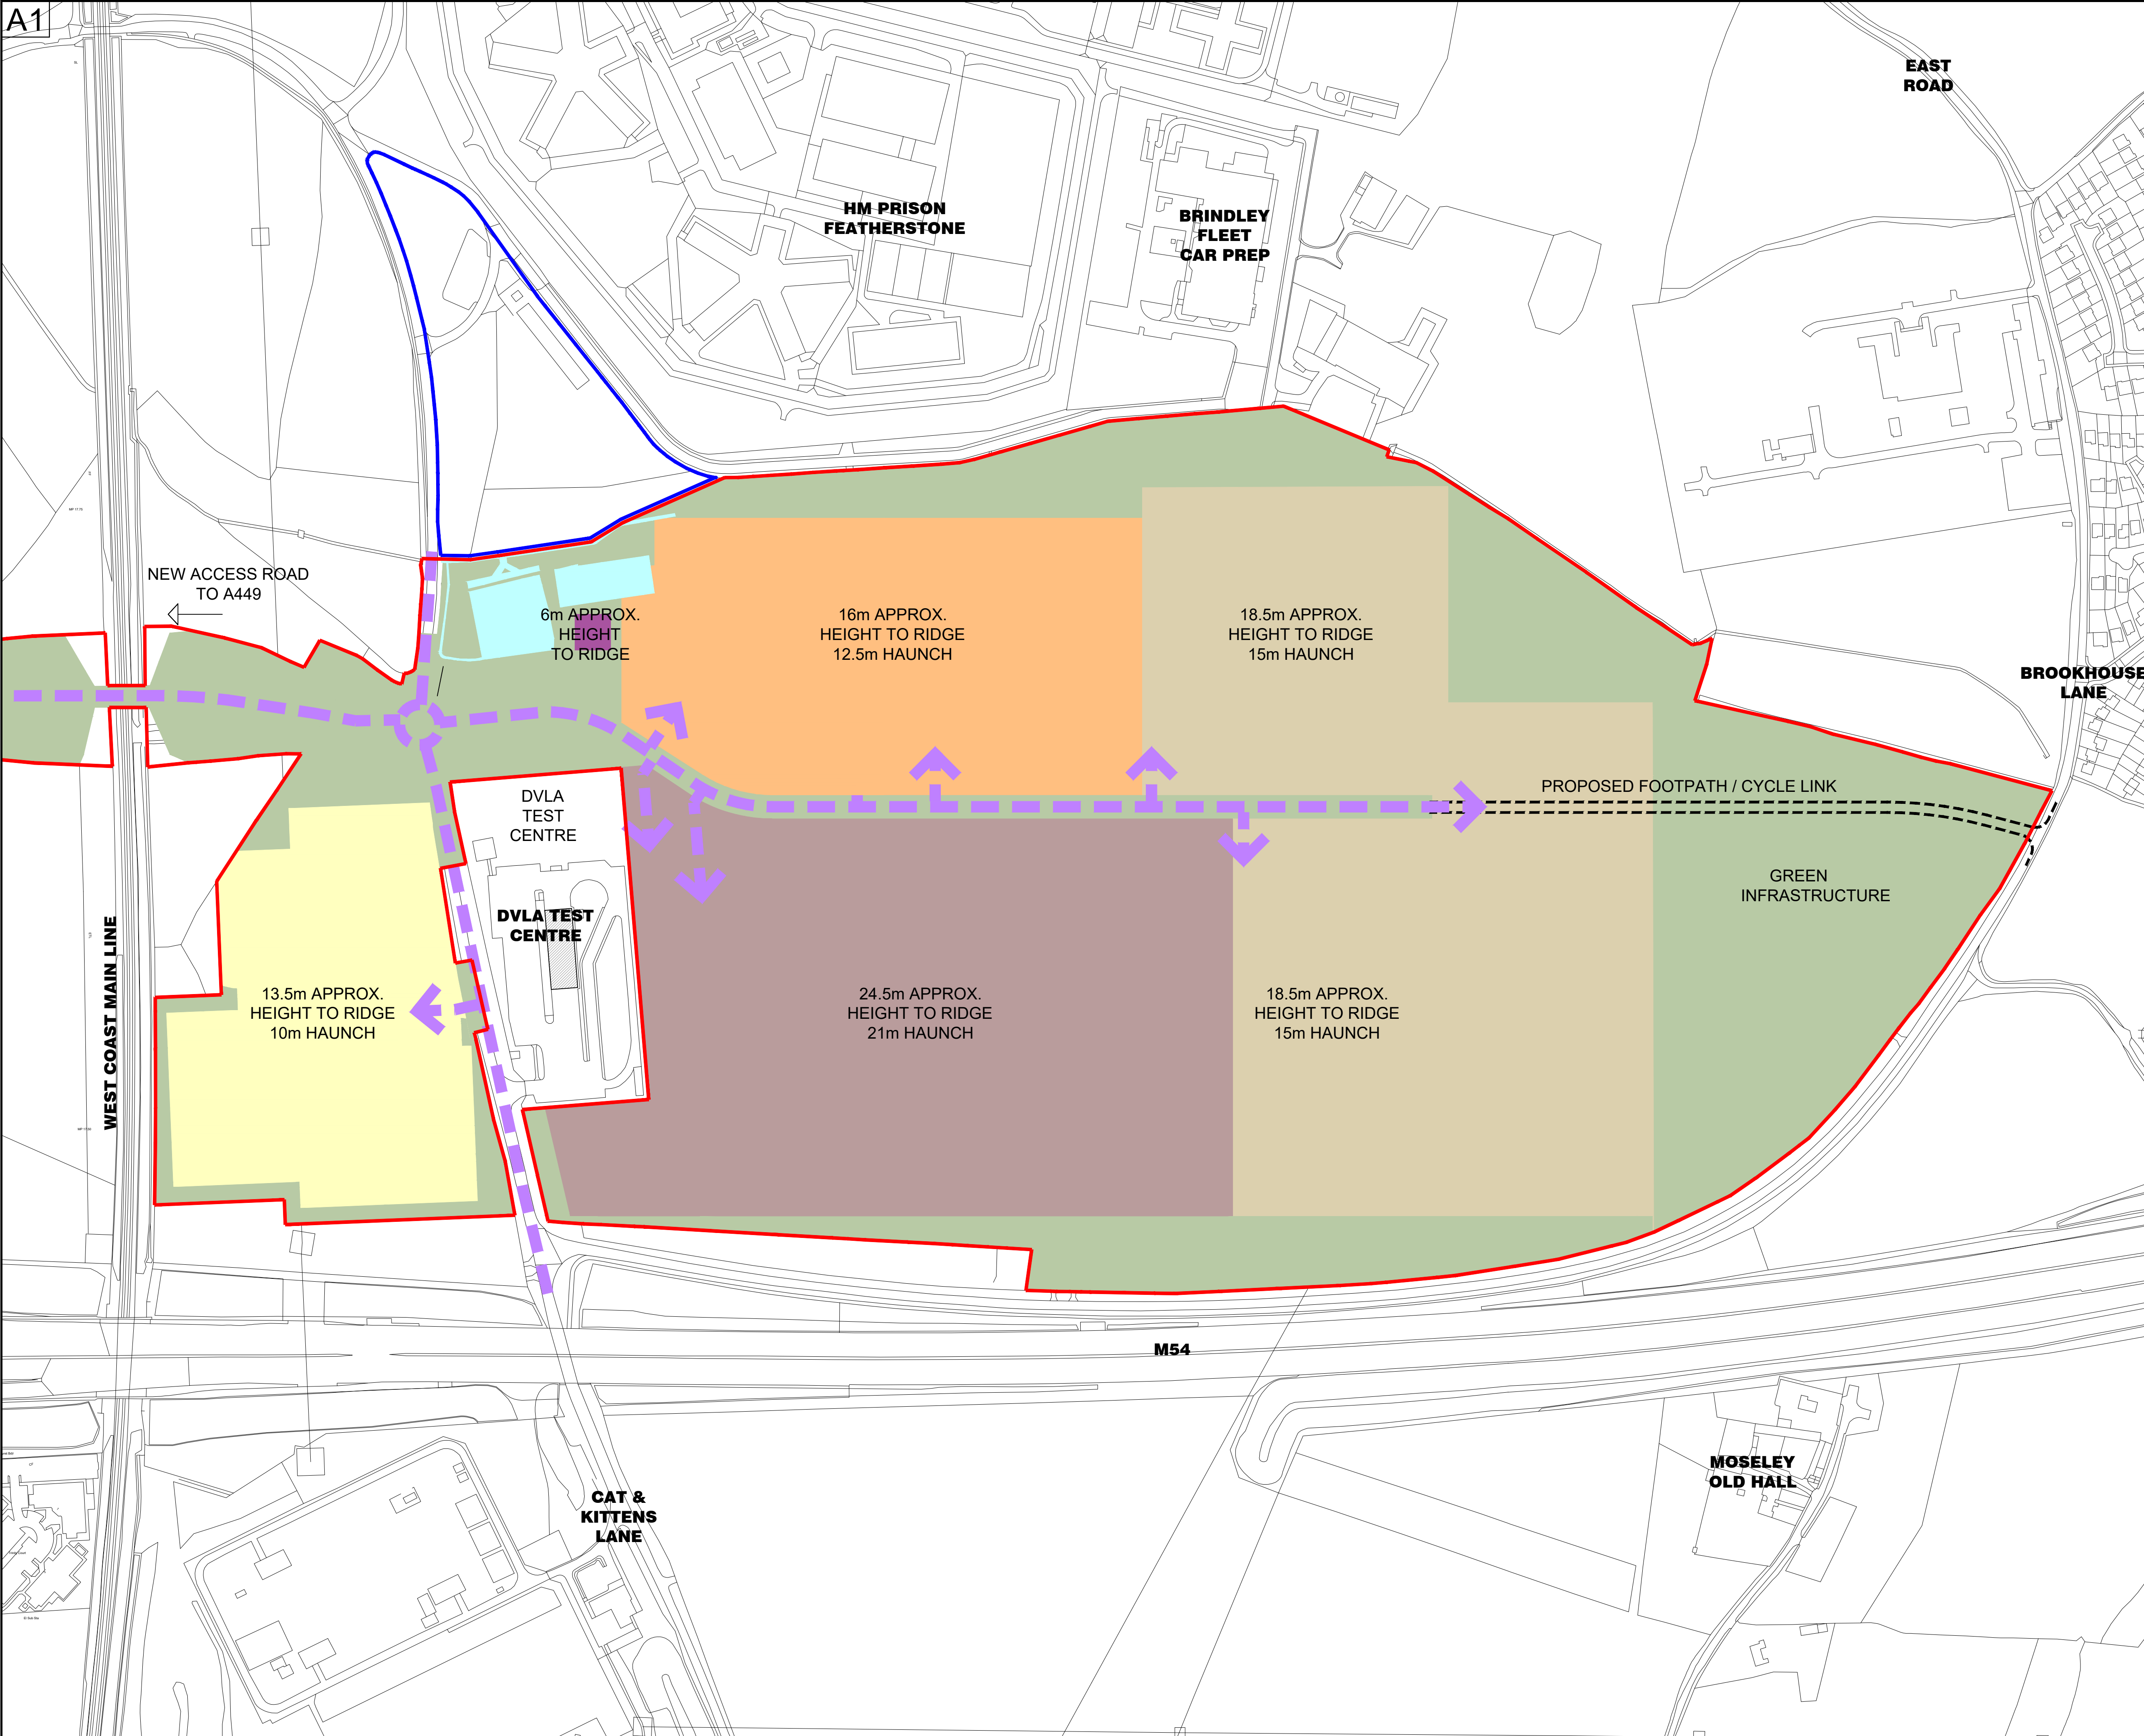 A1
EAST
ROAD
HM PRISON
FEATHERSTONE
BRINDLEY
FLEET
CAR PREP
NEW ACCESS ROAD
TO A449
6m APPROX.
HEIGHT
TO RIDGE
16m APPROX.
HEIGHT TO RIDGE
12.5m HAUNCH
18.5m APPROX.
HEIGHT TO RIDGE
15m HAUNCH
BROOKHOUSE
LANE
PROPOSED FOOTPATH / CYCLE LINK
DVLA
TEST
CENTRE
GREEN
INFRASTRUCTURE
DVLA TEST
CENTRE
WEST COAST MAIN LINE
13.5m APPROX.
HEIGHT TO RIDGE
10m HAUNCH
24.5m APPROX.
HEIGHT TO RIDGE
21m HAUNCH
18.5m APPROX.
HEIGHT TO RIDGE
15m HAUNCH
M54
MOSELEY
OLD HALL
CAT &
KITTENS
LANE